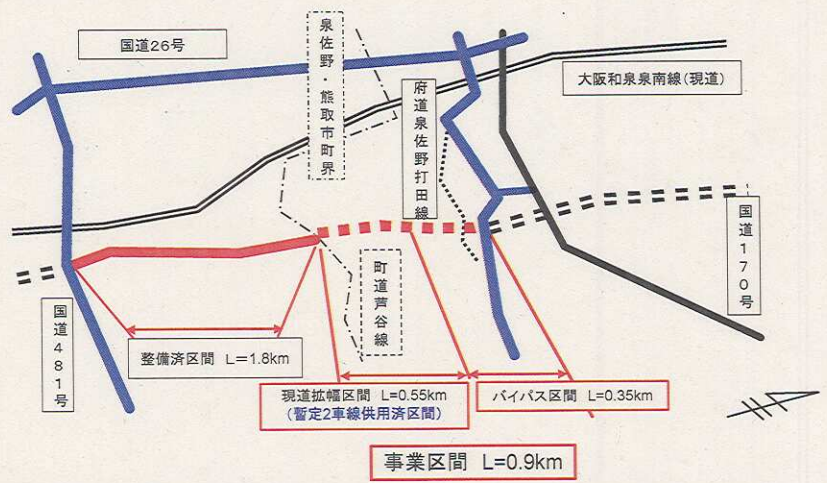 国道26号
泉佐野・熊取市町界
府道泉佐野打田線
大阪和泉泉南線(現道)
国道170号
町道芦谷線
国道481号
整備済区間 L=1.8km
現道拡幅区間 L=0.55km
(暫定2車線供用済区間)
バイパス区間 L=0.35km
事業区間 L=0.9km